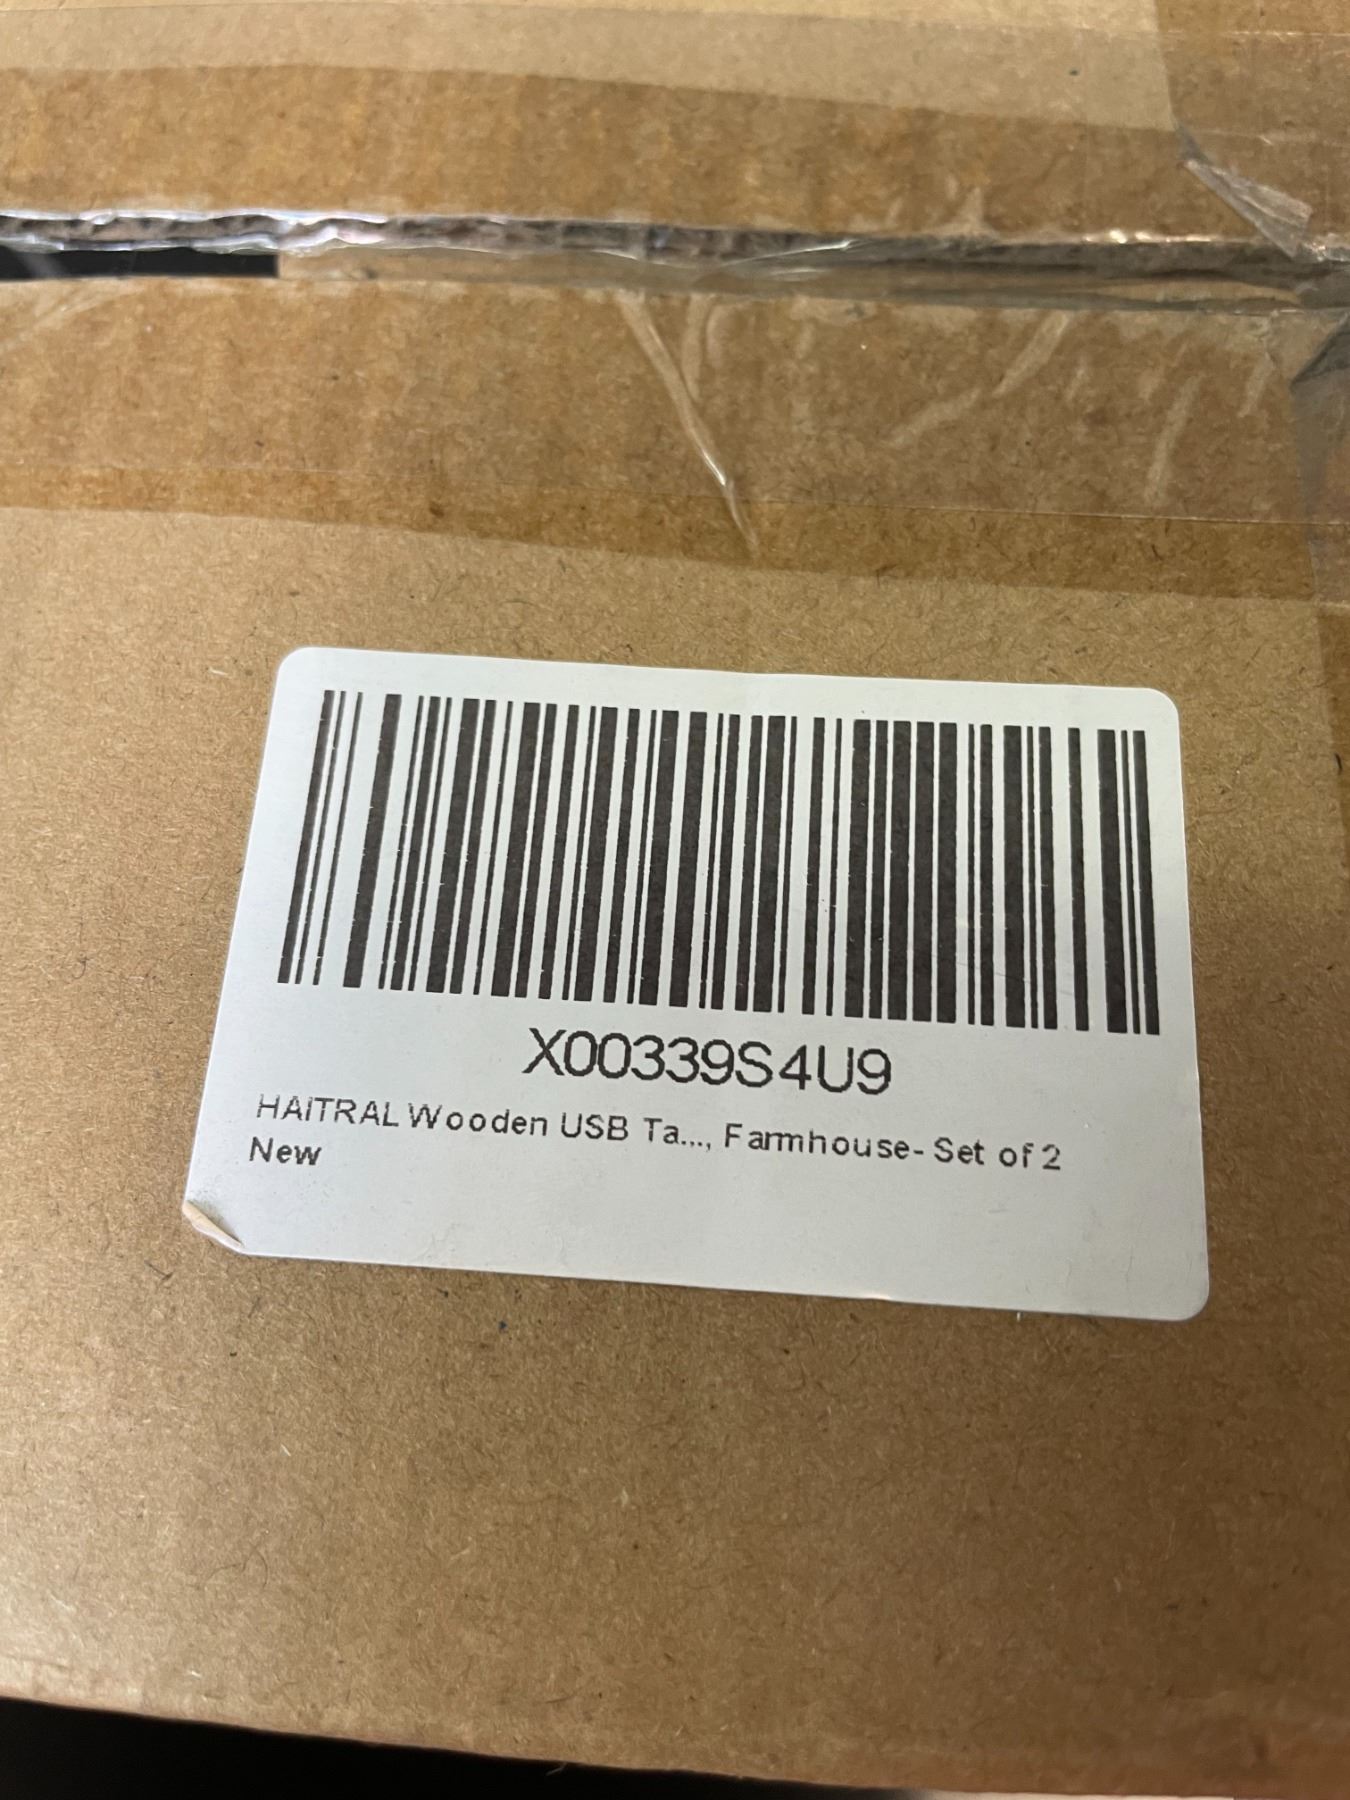 X00339S4U9
HAITRAL Wooden USB Ta..., Farmhouse- Set of 2
New